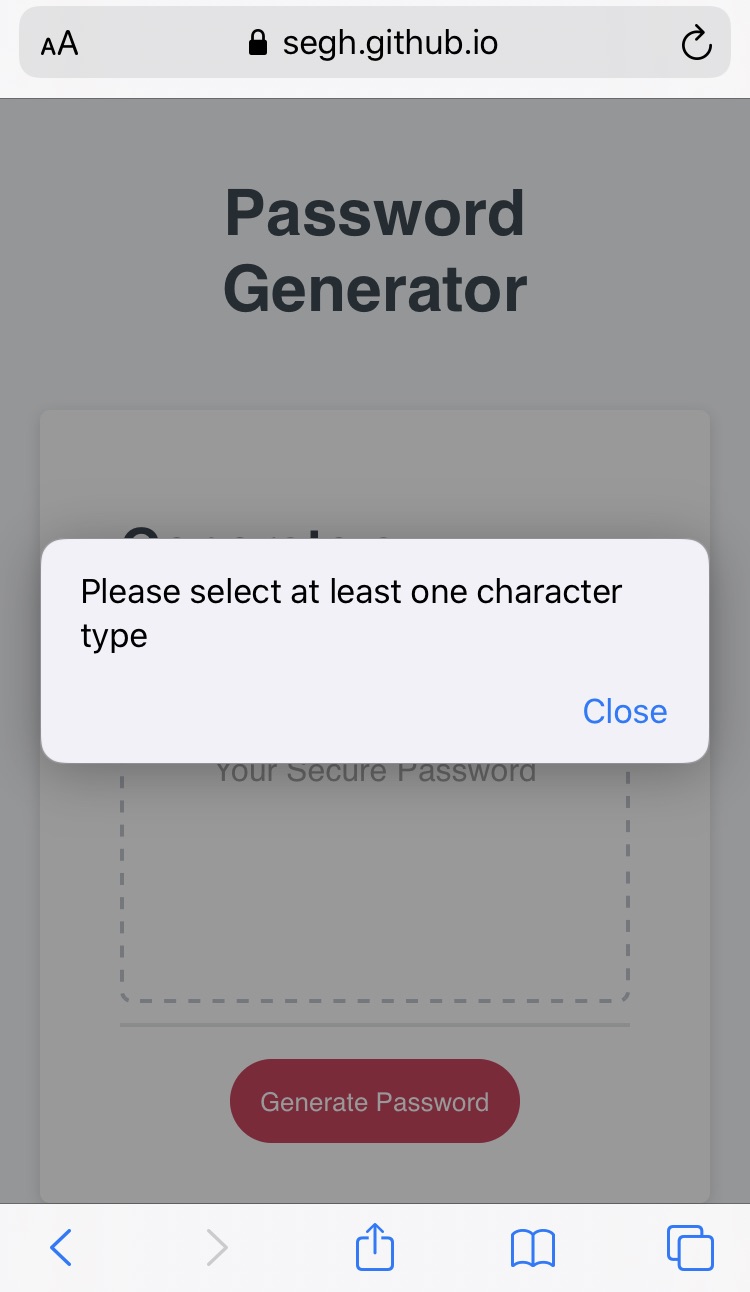 AA segh.github.io
Password
Generator
Please select at least one character
type
Close
Your Secure Password
Generate Password